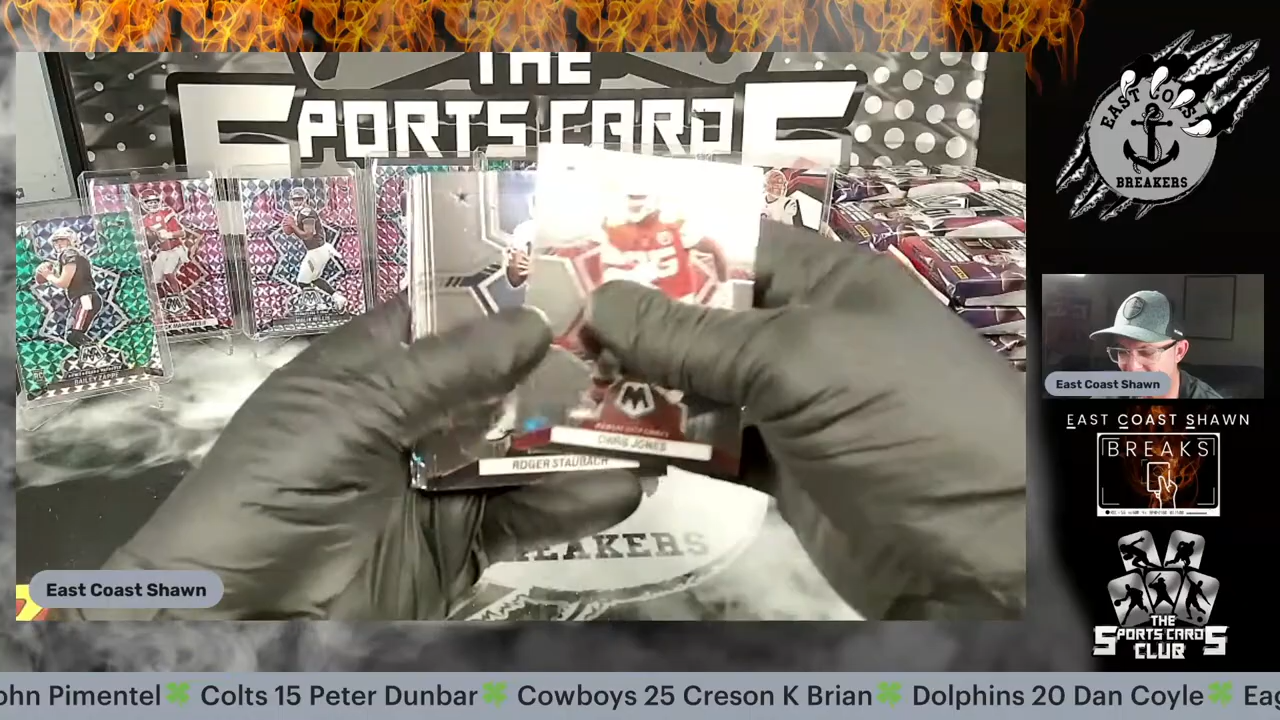 THE
SPORTS CARDS
EAST COAST
BREAKERS
BAILEY ZAPPE
CHRIS JONES
ROGER STAUBACH
BREAKERS
East Coast Shawn
East Coast Shawn
EAST COAST SHAWN
BREAKS
THE
SPORTS CARDS
CLUB
ohn Pimentel🍀 Colts 15 Peter Dunbar🍀 Cowboys 25 Creson K Brian🍀 Dolphins 20 Dan Coyle🍀 Eag